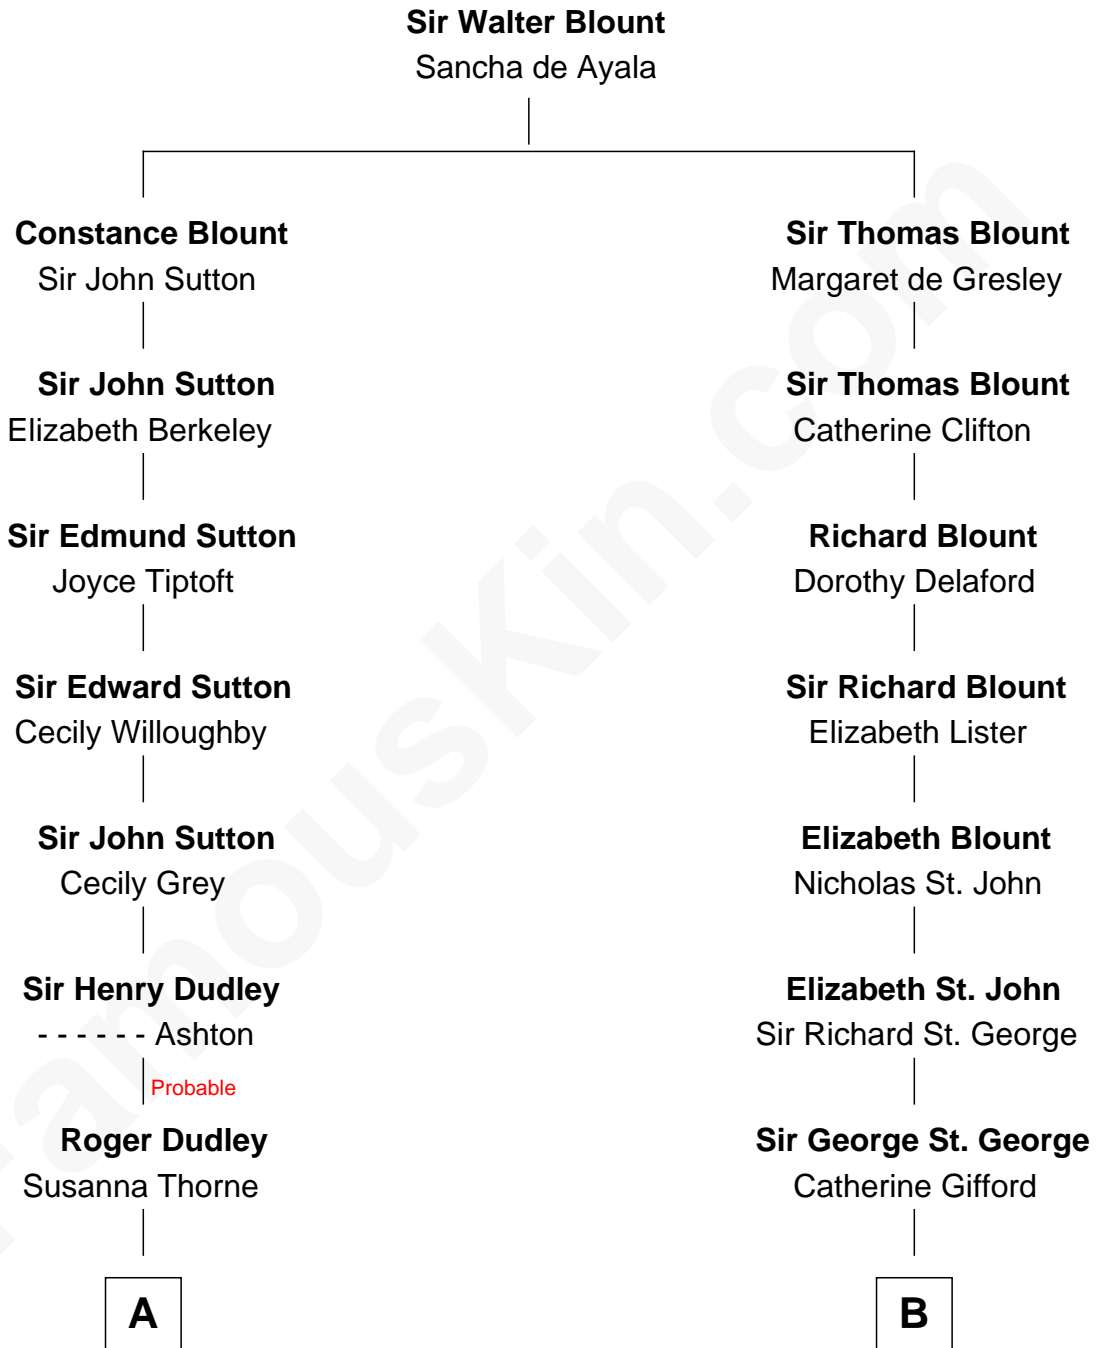 Sir Walter Blount
Sancha de Ayala
Constance Blount
Sir John Sutton
Sir Thomas Blount
Margaret de Gresley
Sir John Sutton
Elizabeth Berkeley
Sir Thomas Blount
Catherine Clifton
Sir Edmund Sutton
Joyce Tiptoft
Richard Blount
Dorothy Delaford
Sir Edward Sutton
Cecily Willoughby
Sir Richard Blount
Elizabeth Lister
Sir John Sutton
Cecily Grey
Elizabeth Blount
Nicholas St. John
Sir Henry Dudley
- - - - - - Ashton
Elizabeth St. John
Sir Richard St. George
Probable
Roger Dudley
Susanna Thorne
Sir George St. George
Catherine Gifford
A
B
FamousKin.com